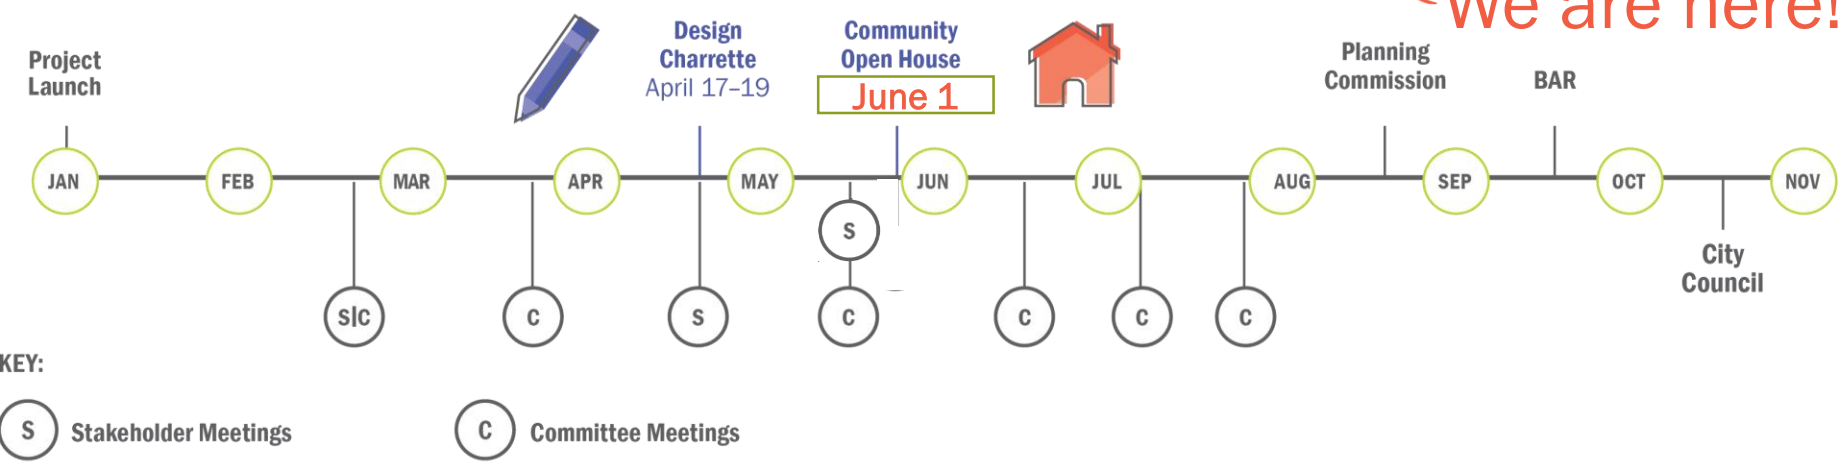 We are here!
Project
Launch
Design
Charrette
April 17–19
Community
Open House
June 1
Planning
Commission
BAR
JAN
FEB
MAR
APR
MAY
JUN
JUL
AUG
SEP
OCT
NOV
S
City
Council
S|C
C
S
C
C
C
C
KEY:
S
Stakeholder Meetings
C
Committee Meetings